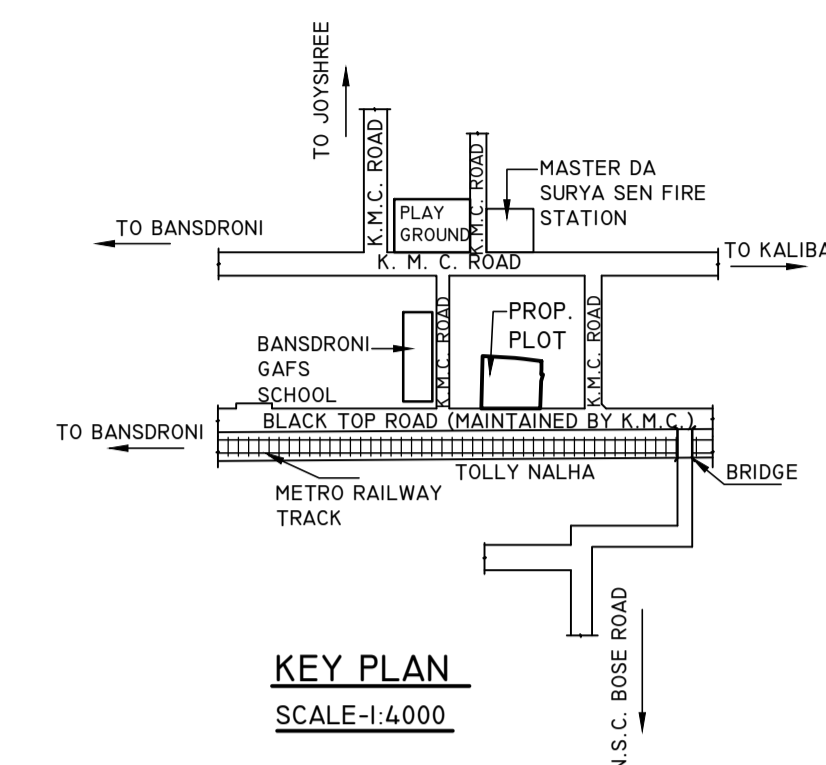 TO JOYSHREE
K.M.C. ROAD
K.M.C. ROAD
MASTER DA
SURYA SEN FIRE
STATION
PLAY
GROUND
TO BANSDRONI
TO KALIBA
K. M. C. ROAD
K.M.C. ROAD
K.M.C. ROAD
PROP.
PLOT
BANSDRONI
GAFS
SCHOOL
BLACK TOP ROAD (MAINTAINED BY K.M.C.)
TO BANSDRONI
TOLLY NALHA
BRIDGE
METRO RAILWAY
TRACK
N.S.C. BOSE ROAD
KEY PLAN
SCALE-1:4000